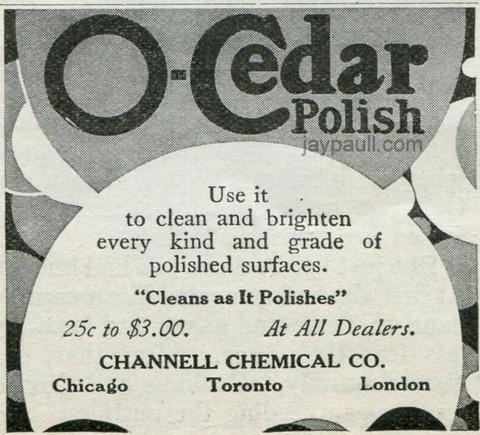 O-Cedar
Polish
jaypaull.com
Use it
to clean and brighten
every kind and grade of
polished surfaces.
"Cleans as It Polishes"
25c to $3.00. At All Dealers.
CHANNELL CHEMICAL CO.
Chicago Toronto London